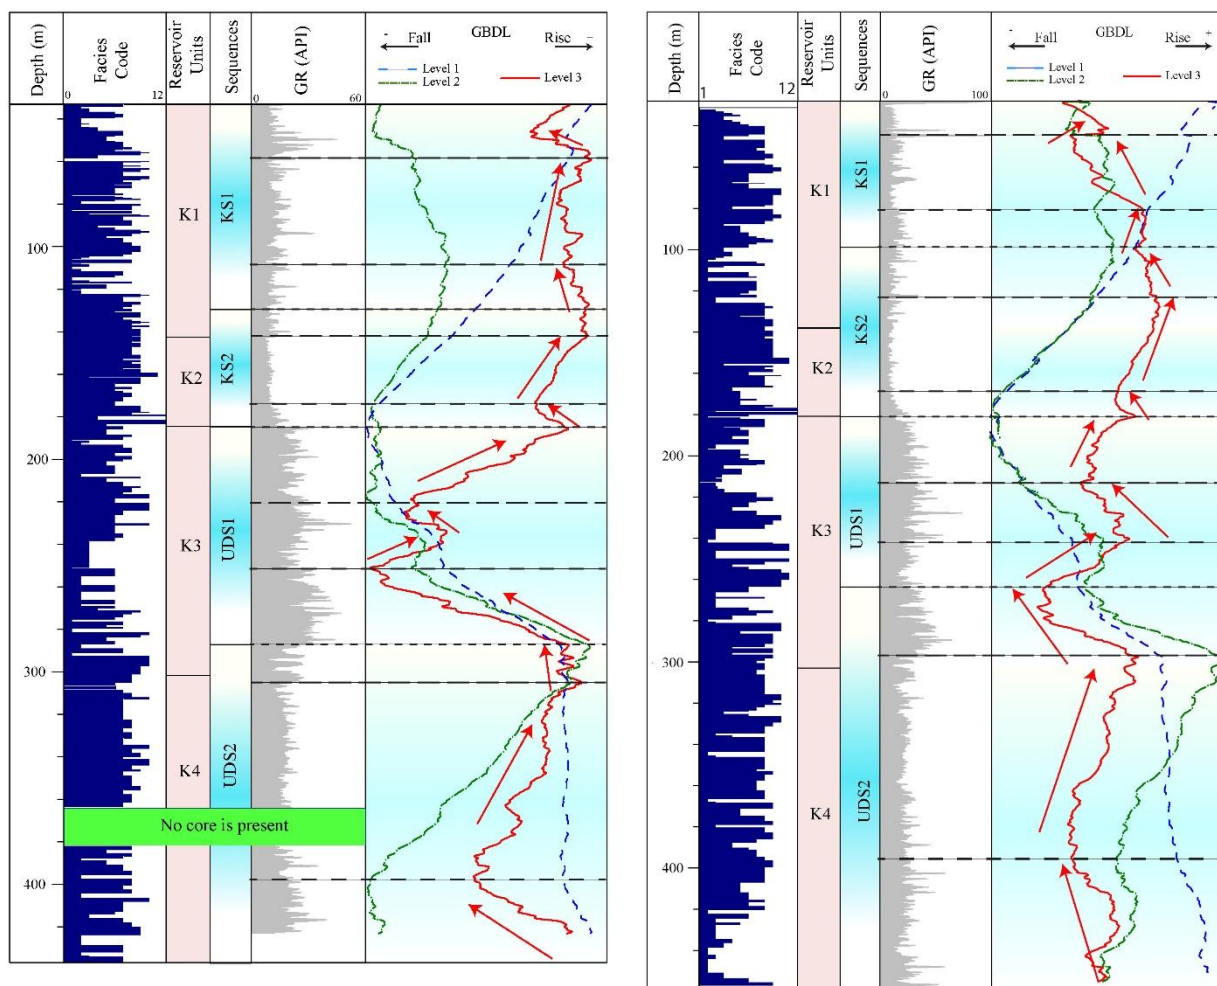 Depth (m)
Facies
Code
Reservoir
Units
Sequences
GR (API)
- GBDL –
Fall Rise
Level 1
Level 2
Level 3
0 12
0 60
100
200
300
400
K1
K2
K3
K4
KS1
KS2
UDS1
UDS2
No core is present
Depth (m)
Facies
Code
Reservoir
Units
Sequences
GR (API)
- GBDL +
Fall Rise
Level 1
Level 2
Level 3
1 12
0 100
100
200
300
400
K1
K2
K3
K4
KS1
KS2
UDS1
UDS2